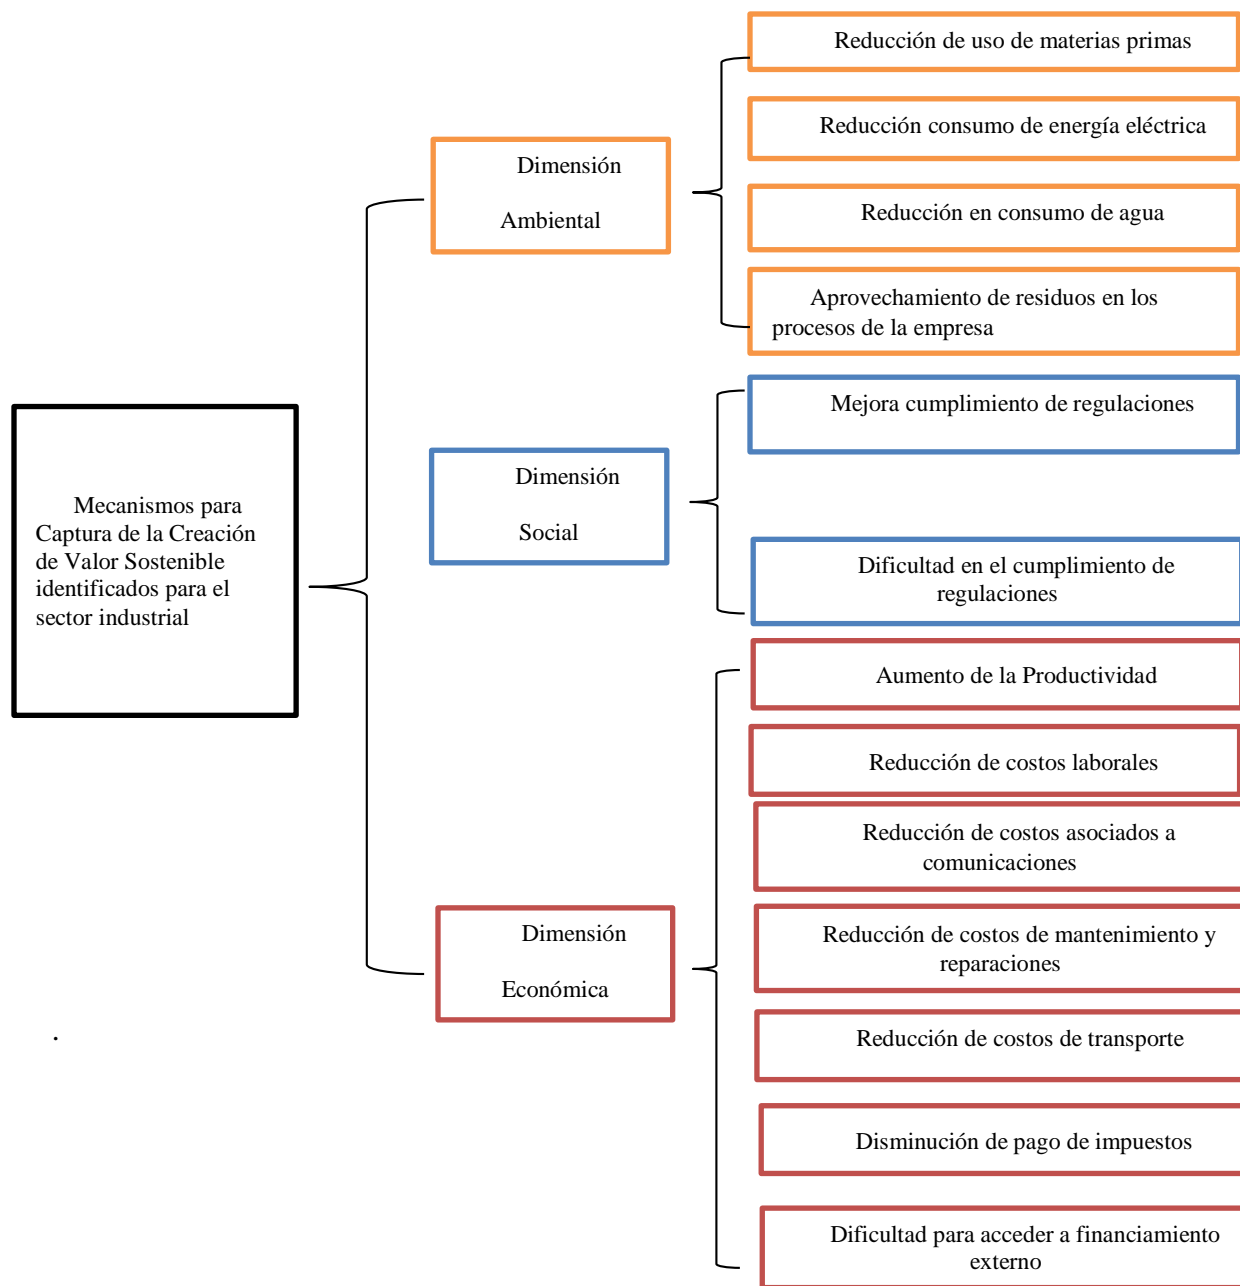 Mecanismos para
Captura de la Creación
de Valor Sostenible
identificados para el
sector industrial
Dimensión
Ambiental
Reducción de uso de materias primas
Reducción consumo de energía eléctrica
Reducción en consumo de agua
Aprovechamiento de residuos en los
procesos de la empresa
Dimensión
Social
Mejora cumplimiento de regulaciones
Dificultad en el cumplimiento de
regulaciones
Dimensión
Económica
Aumento de la Productividad
Reducción de costos laborales
Reducción de costos asociados a
comunicaciones
Reducción de costos de mantenimiento y
reparaciones
Reducción de costos de transporte
Disminución de pago de impuestos
Dificultad para acceder a financiamiento
externo
.